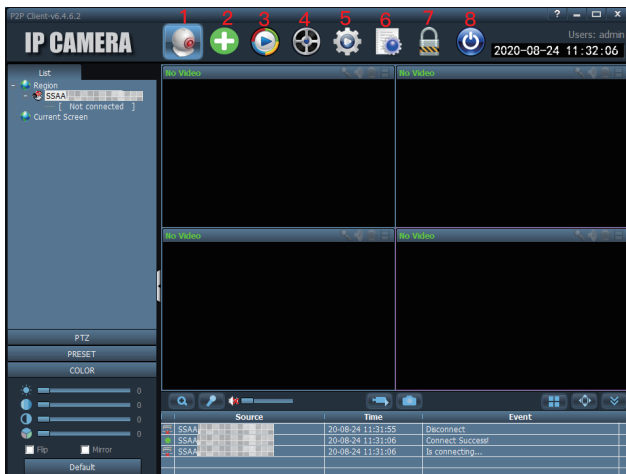 P2P Client-v6.4.6.2
1 2 3 4 5 6 7 8
IP CAMERA
Users: admin
2020-08-24 11:32:06
List
Region
SSAA
[ Not connected ]
Current Screen
No Video
No Video
No Video
No Video
PTZ
PRESET
COLOR
0
0
0
0
Flip Mirror
Default
Source Time Event
SSAA 20-08-24 11:31:55 Disconnect
SSAA 20-08-24 11:31:06 Connect Success!
SSAA 20-08-24 11:31:06 Is connecting...